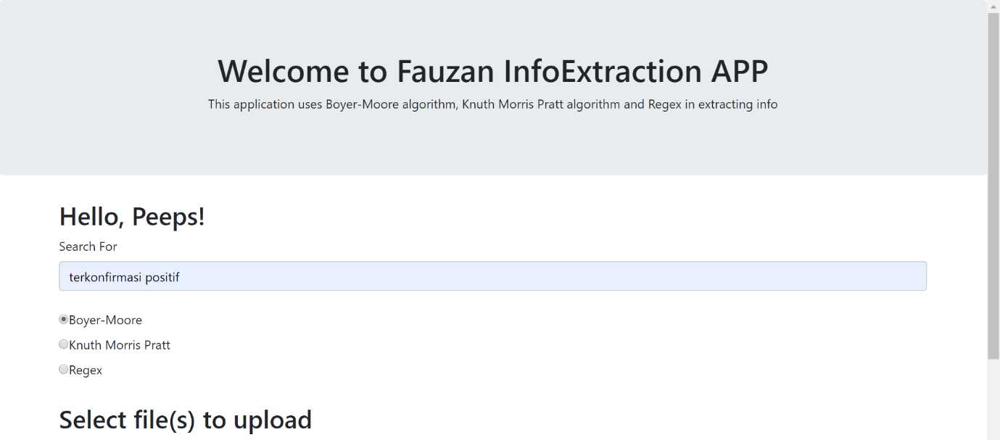 Welcome to Fauzan InfoExtraction APP
This application uses Boyer-Moore algorithm, Knuth Morris Pratt algorithm and Regex in extracting info
Hello, Peeps!
Search For
terkonfirmasi positif
Boyer-Moore
Knuth Morris Pratt
Regex
Select file(s) to upload